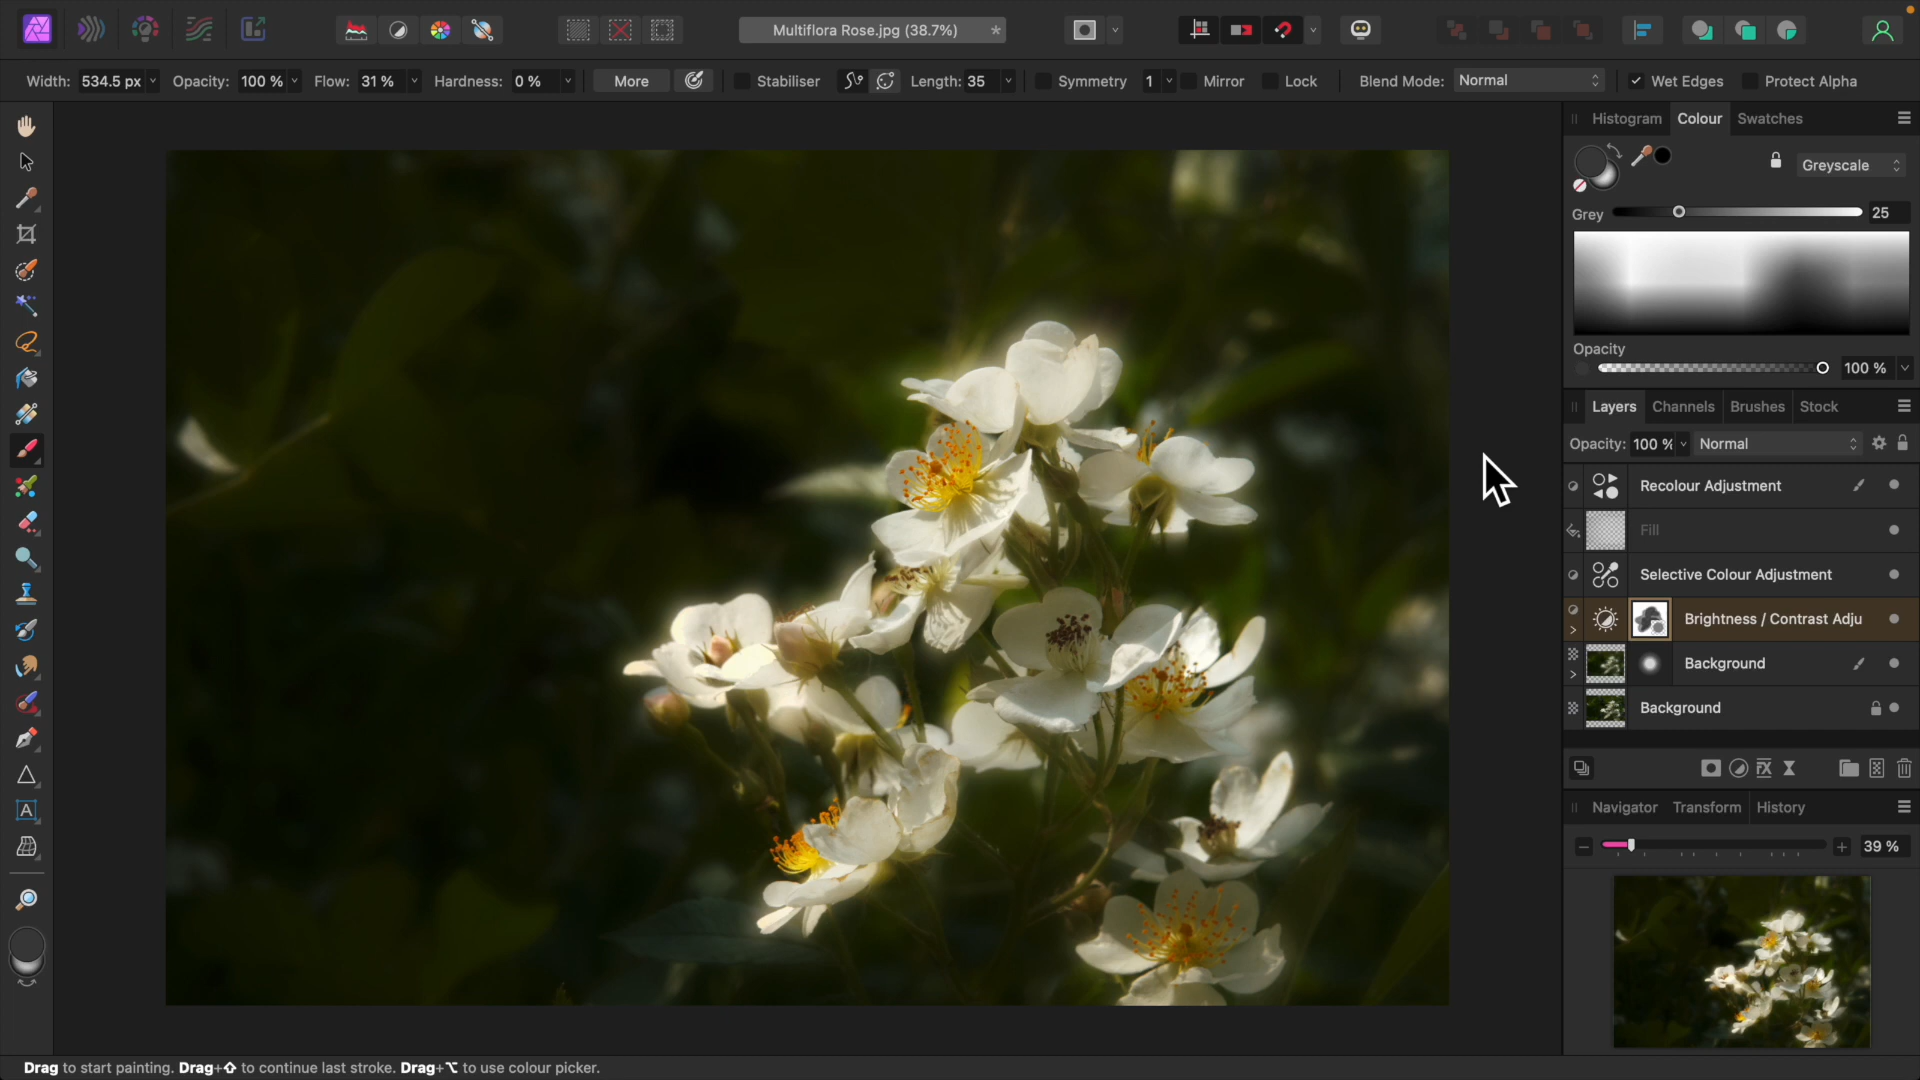 Multiflora Rose.jpg (38.7%) *
Width: 534.5 px Opacity: 100 % Flow: 31 % Hardness: 0 % More Stabiliser Length: 35 Symmetry 1 Mirror Lock Blend Mode: Normal Wet Edges Protect Alpha
Histogram Colour Swatches
Greyscale
Grey 25
Opacity
100 %
Layers Channels Brushes Stock
Opacity: 100 % Normal
Recolour Adjustment
Fill
Selective Colour Adjustment
Brightness / Contrast Adju
Background
Background
fx
Navigator Transform History
39 %
A
Drag to start painting. Drag+⇧ to continue last stroke. Drag+⌥ to use colour picker.